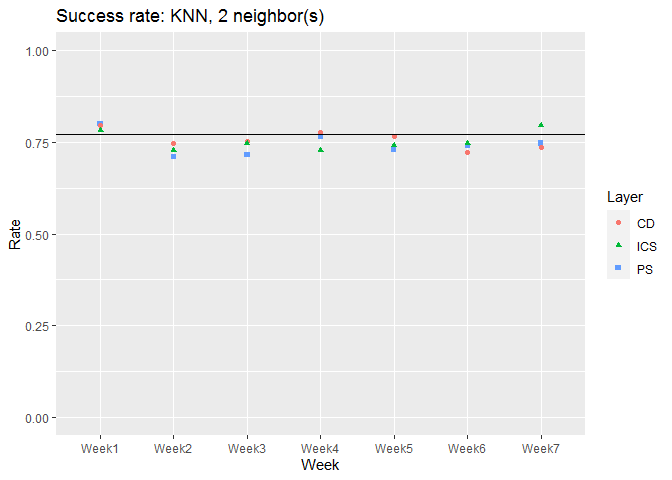 Success rate: KNN, 2 neighbor(s)
1.00
0.75
0.50
0.25
0.00
Rate
Week1 Week2 Week3 Week4 Week5 Week6 Week7
Week
Layer
CD
ICS
PS